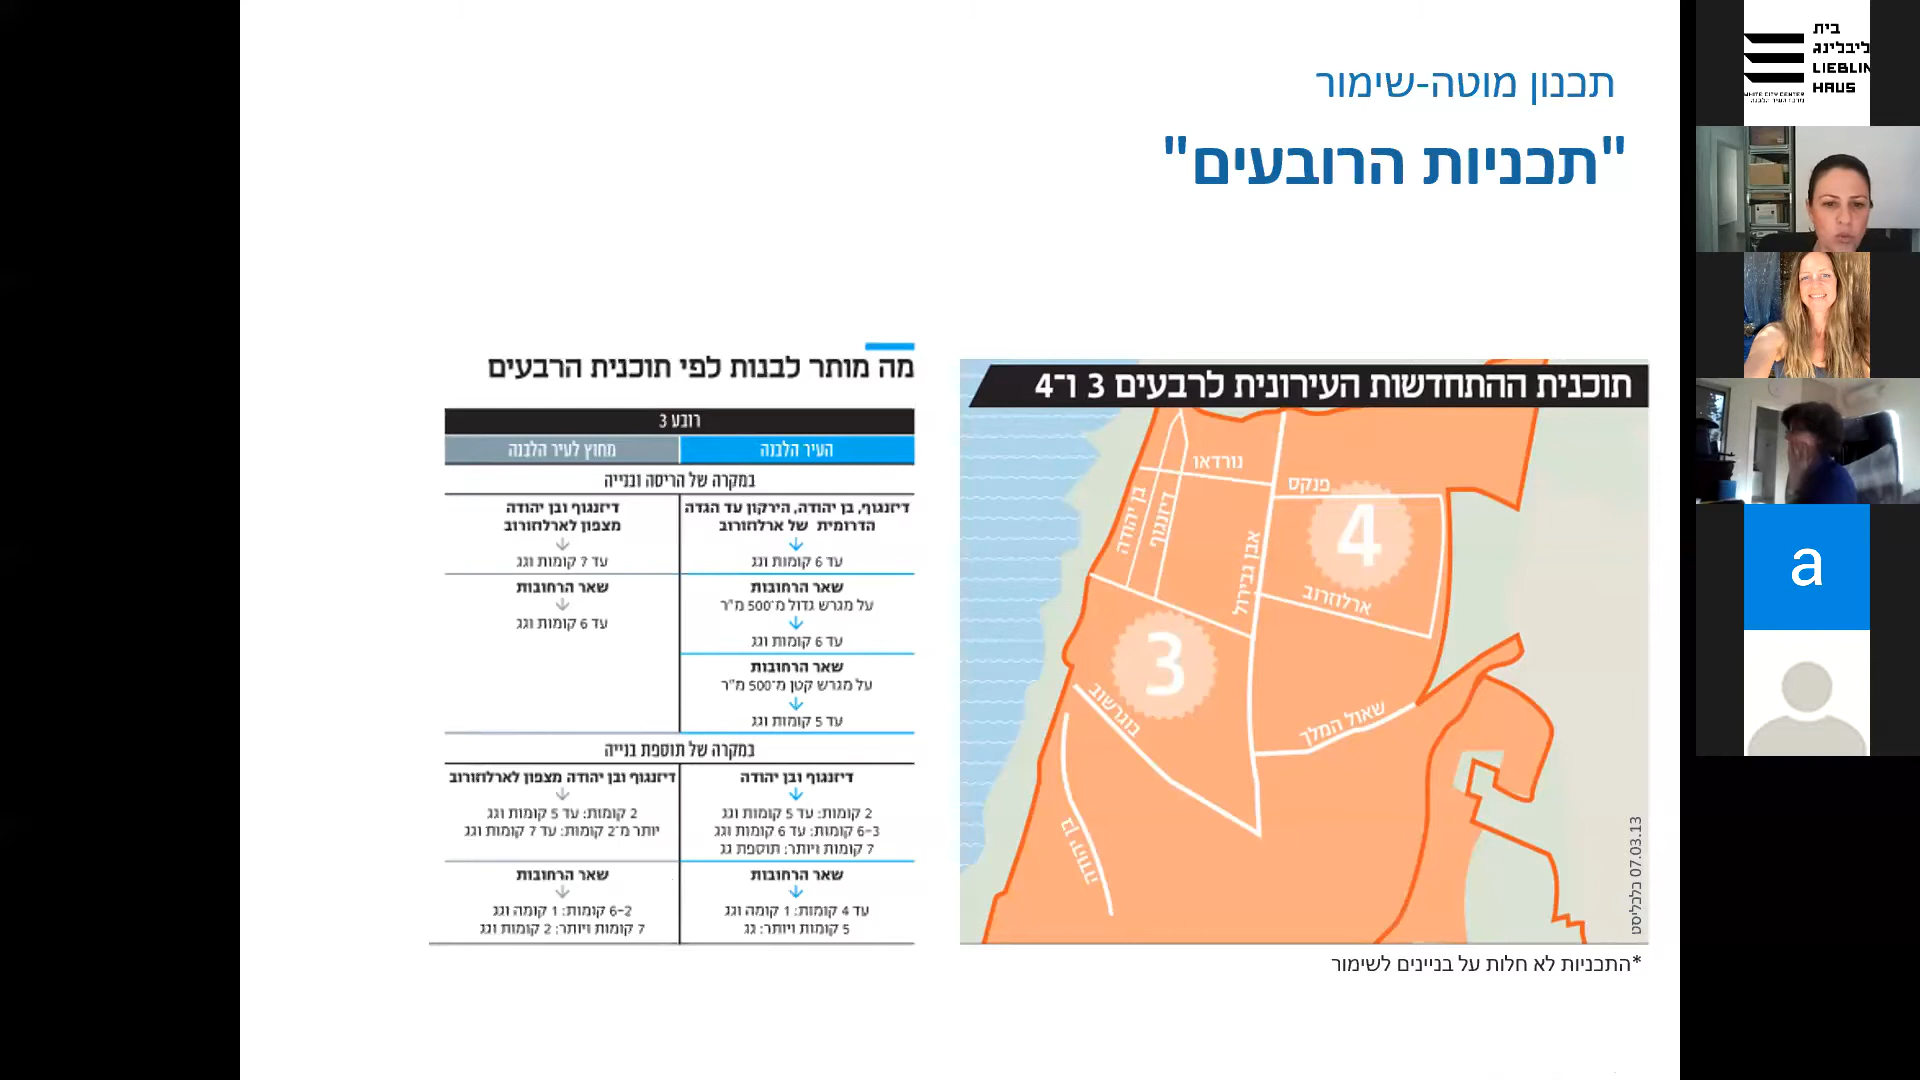 תכנון מוטה-שימור
"תכניות הרובעים"
תוכנית ההתחדשות העירונית לרבעים 3 ו־4
נורדאו
פנקס
בן יהודה
דיזנגוף
אבן גבירול
4
ארלוזורוב
3
בוגרשוב
שאול המלך
בן יהודה
כלכליסט 07.03.13
*התכניות לא חלות על בניינים לשימור
מה מותר לבנות לפי תוכנית הרבעים
רובע 3
העיר הלבנה
מחוץ לעיר הלבנה
במקרה של הריסה ובנייה
דיזנגוף, בן יהודה, הירקון עד הגדה
הדרומית של ארלוזורוב
עד 6 קומות וגג
שאר הרחובות
על מגרש גדול מ־500 מ"ר
עד 6 קומות וגג
שאר הרחובות
על מגרש קטן מ־500 מ"ר
עד 5 קומות וגג
דיזנגוף ובן יהודה
מצפון לארלוזורוב
עד 7 קומות וגג
שאר הרחובות
עד 6 קומות וגג
במקרה של תוספת בנייה
דיזנגוף ובן יהודה
2 קומות: עד 5 קומות וגג
3–6 קומות: עד 6 קומות וגג
7 קומות ויותר: תוספת גג
שאר הרחובות
עד 4 קומות: 1 קומה וגג
5 קומות ויותר: גג
דיזנגוף ובן יהודה מצפון לארלוזורוב
2 קומות: עד 5 קומות וגג
יותר מ־2 קומות: עד 7 קומות וגג
שאר הרחובות
2–6 קומות: 1 קומה וגג
7 קומות ויותר: 2 קומות וגג
בית
ליבלינג
LIEBLIN
HAUS
WHITE CITY CENTER
מרכז העיר הלבנה
a